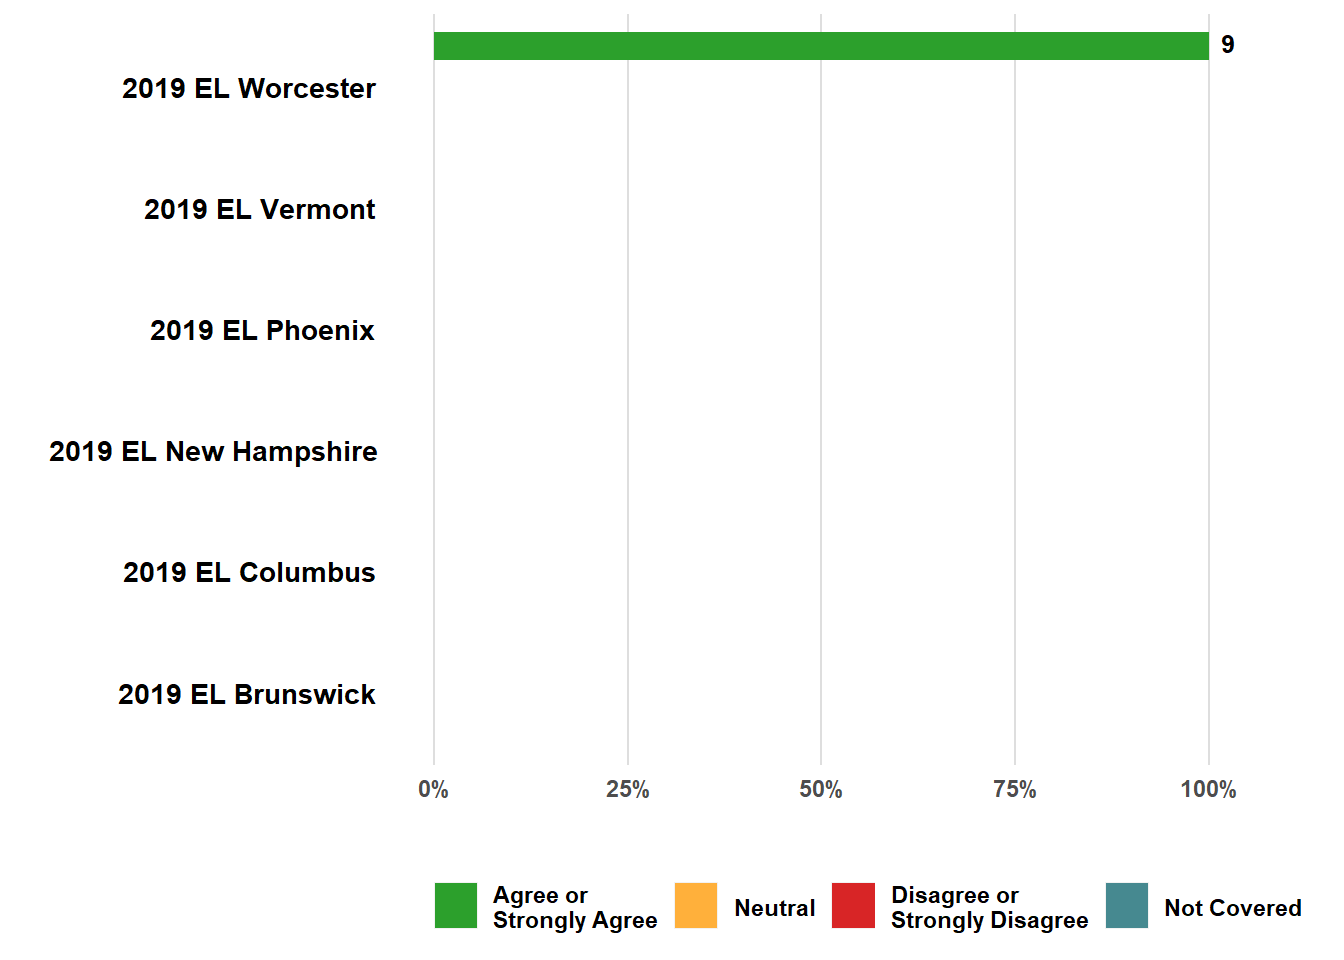 9
2019 EL Worcester
2019 EL Vermont
2019 EL Phoenix
2019 EL New Hampshire
2019 EL Columbus
2019 EL Brunswick
0% 25% 50% 75% 100%
Agree or
Strongly Agree
Neutral
Disagree or
Strongly Disagree
Not Covered